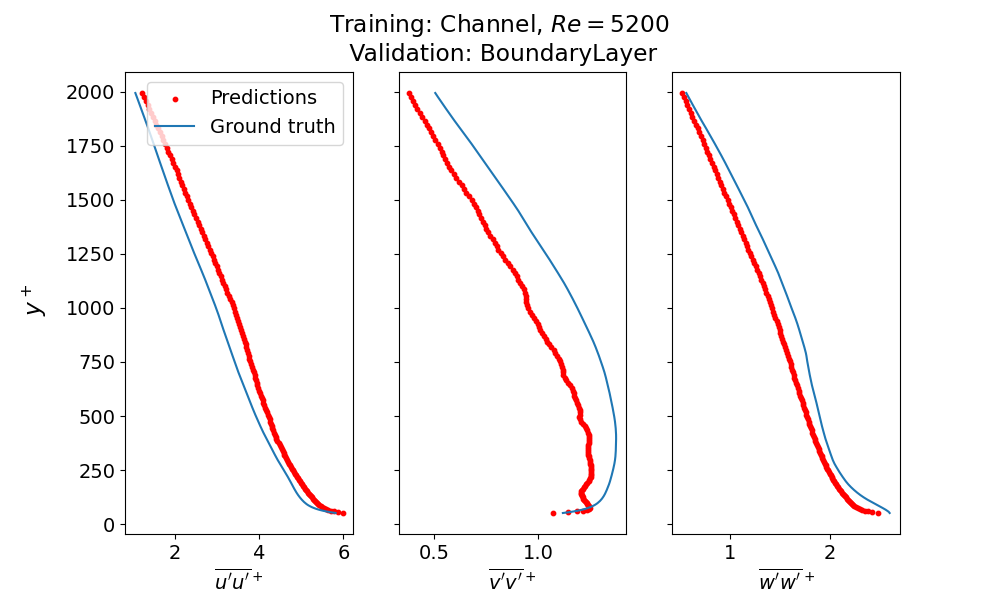 Training: Channel, Re = 5200
Validation: BoundaryLayer
Predictions
Ground truth
y⁺
2000
1750
1500
1250
1000
750
500
250
0
2 4 6
0.5 1.0
1 2
u′u′⁺ v′v′⁺ w′w′⁺